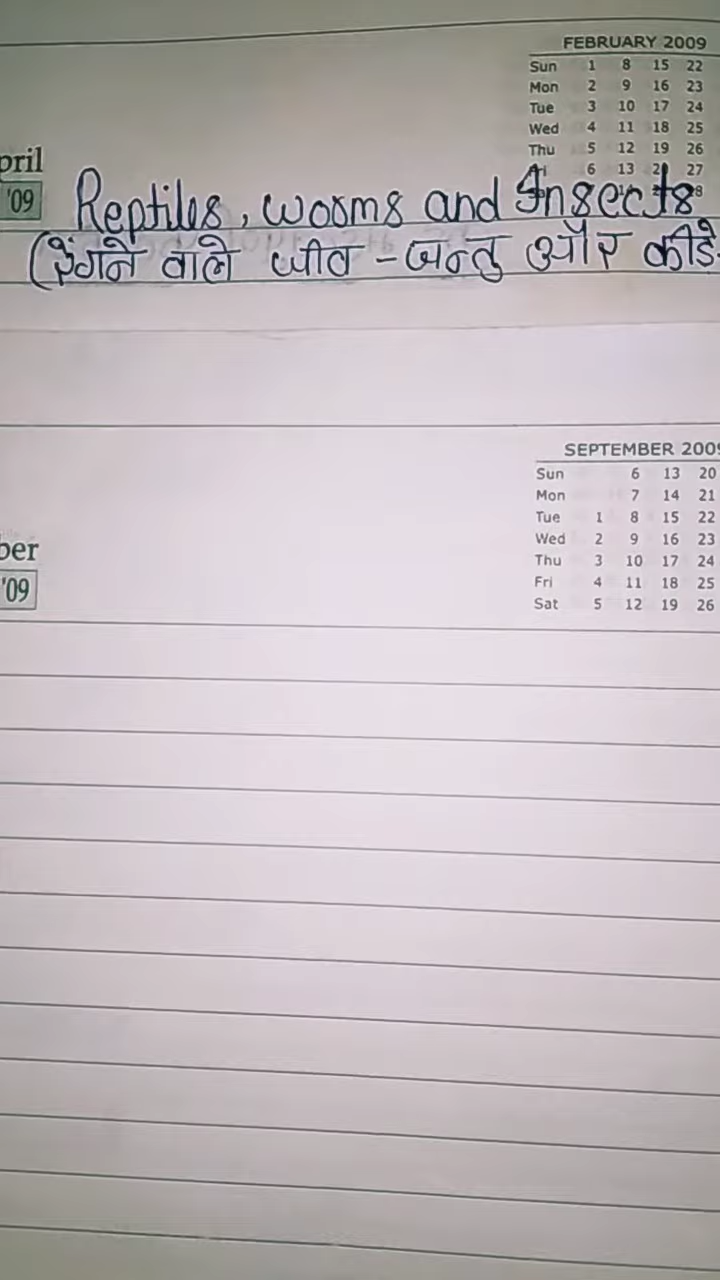 FEBRUARY 2009
Sun 1 8 15 22
Mon 2 9 16 23
Tue 3 10 17 24
Wed 4 11 18 25
Thu 5 12 19 26
6 13 27
pril
'09
Reptiles, wooms and Insects
(रेंगने वाले जीव - जन्तु और कीडे
SEPTEMBER 2009
Sun 6 13 20
Mon 7 14 21
Tue 1 8 15 22
Wed 2 9 16 23
Thu 3 10 17 24
Fri 4 11 18 25
Sat 5 12 19 26
ber
'09